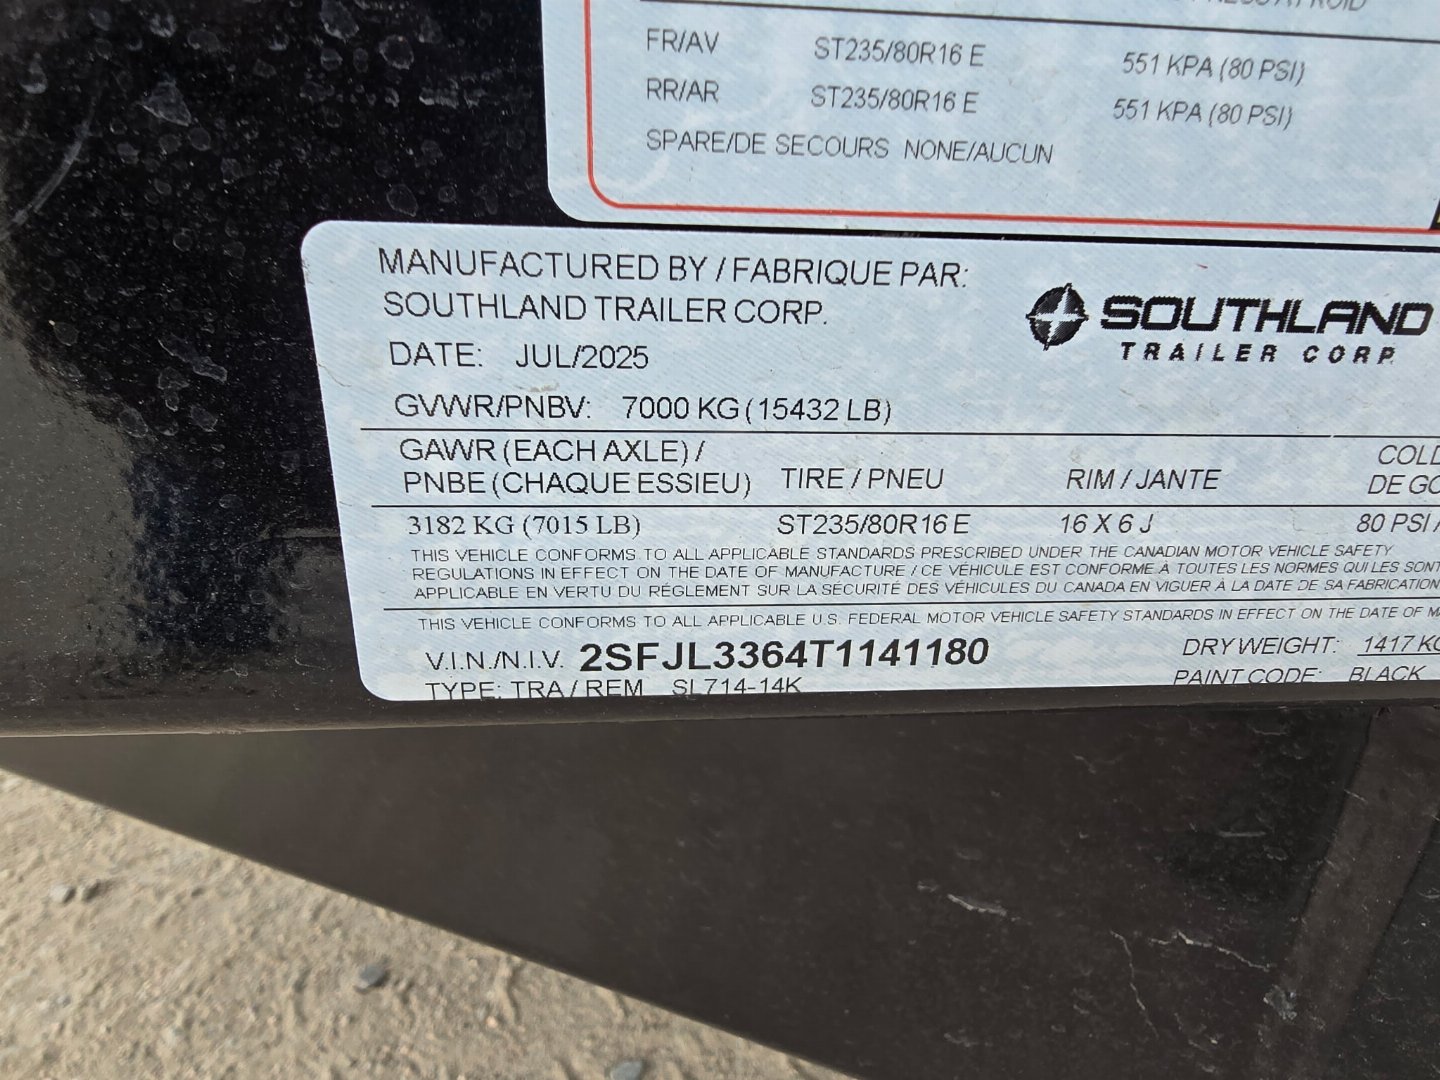 FR/AV ST235/80R16 E 551 KPA (80 PSI)
RR/AR ST235/80R16 E 551 KPA (80 PSI)
SPARE/DE SECOURS NONE/AUCUN
MANUFACTURED BY / FABRIQUE PAR:
SOUTHLAND TRAILER CORP.
SOUTHLAND
TRAILER CORP
DATE: JUL/2025
GVWR/PNBV: 7000 KG (15432 LB)
GAWR (EACH AXLE) /
PNBE (CHAQUE ESSIEU) TIRE / PNEU RIM / JANTE
COLD
DE
3182 KG (7015 LB) ST235/80R16 E 16 X 6 J 80 PSI /
THIS VEHICLE CONFORMS TO ALL APPLICABLE STANDARDS PRESCRIBED UNDER THE CANADIAN MOTOR VEHICLE SAFETY
REGULATIONS IN EFFECT ON THE DATE OF MANUFACTURE / CE VÉHICULE EST CONFORME À TOUTES LES NORMES QUI LES SONT
APPLICABLE EN VERTU DU RÉGLEMENT SUR LA SÉCURITÉ DES VÉHICULES DU CANADA EN VIGUER À LA DATE DE SA FABRICATION
THIS VEHICLE CONFORMS TO ALL APPLICABLE U.S. FEDERAL MOTOR VEHICLE SAFETY STANDARDS IN EFFECT ON THE DATE OF
V.I.N./N.I.V. 2SFJL3364T1141180 DRY WEIGHT: 1417 KG
TYPE: TRA / REM SL714-14K PAINT CODE: BLACK